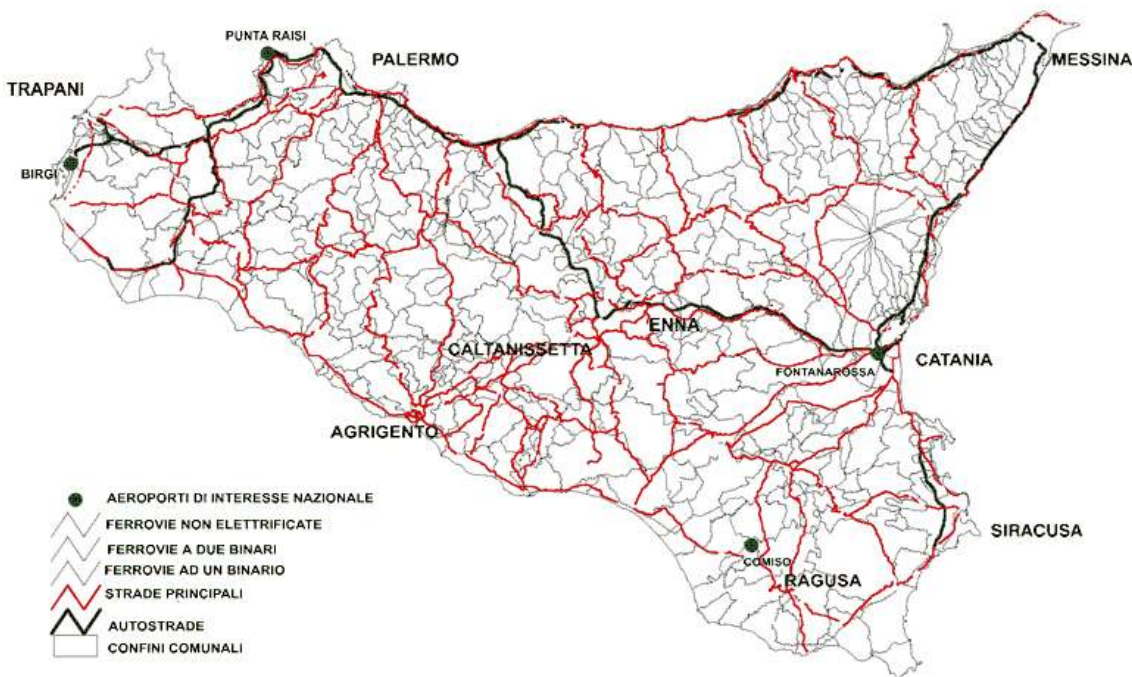 PUNTA RAISI
PALERMO
MESSINA
TRAPANI
BIRGI
ENNA
CALTANISSETTA
FONTANAROSSA
CATANIA
AGRIGENTO
AEROPORTI DI INTERESSE NAZIONALE
FERROVIE NON ELETTRIFICATE
FERROVIE A DUE BINARI
FERROVIE AD UN BINARIO
STRADE PRINCIPALI
AUTOSTRADE
CONFINI COMUNALI
SIRACUSA
COMISO
RAGUSA